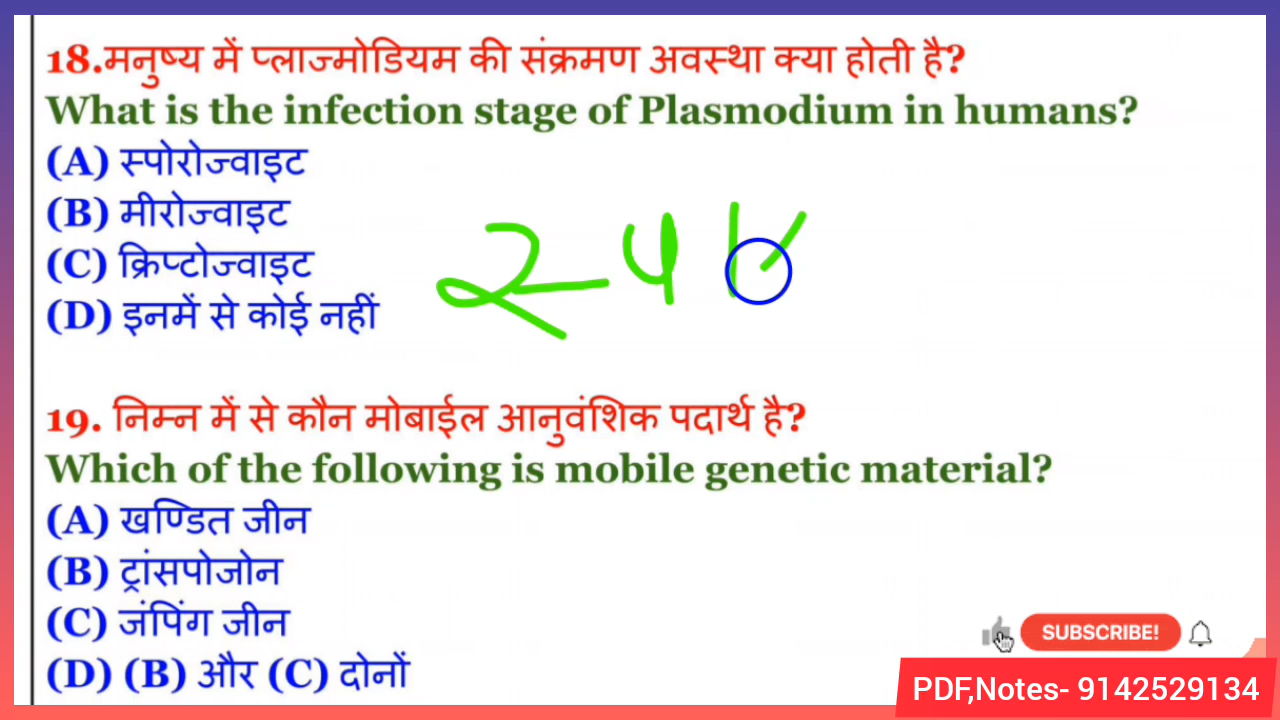 18.मनुष्य में प्लाज्मोडियम की संक्रमण अवस्था क्या होती है?
What is the infection stage of Plasmodium in humans?
(A) स्पोरोज्वाइट
(B) मीरोज्वाइट
(C) क्रिप्टोज्वाइट
(D) इनमें से कोई नहीं
19. निम्न में से कौन मोबाईल आनुवंशिक पदार्थ है?
Which of the following is mobile genetic material?
(A) खण्डित जीन
(B) ट्रांसपोजोन
(C) जंपिंग जीन
(D) (B) और (C) दोनों
SUBSCRIBE!
PDF,Notes- 9142529134